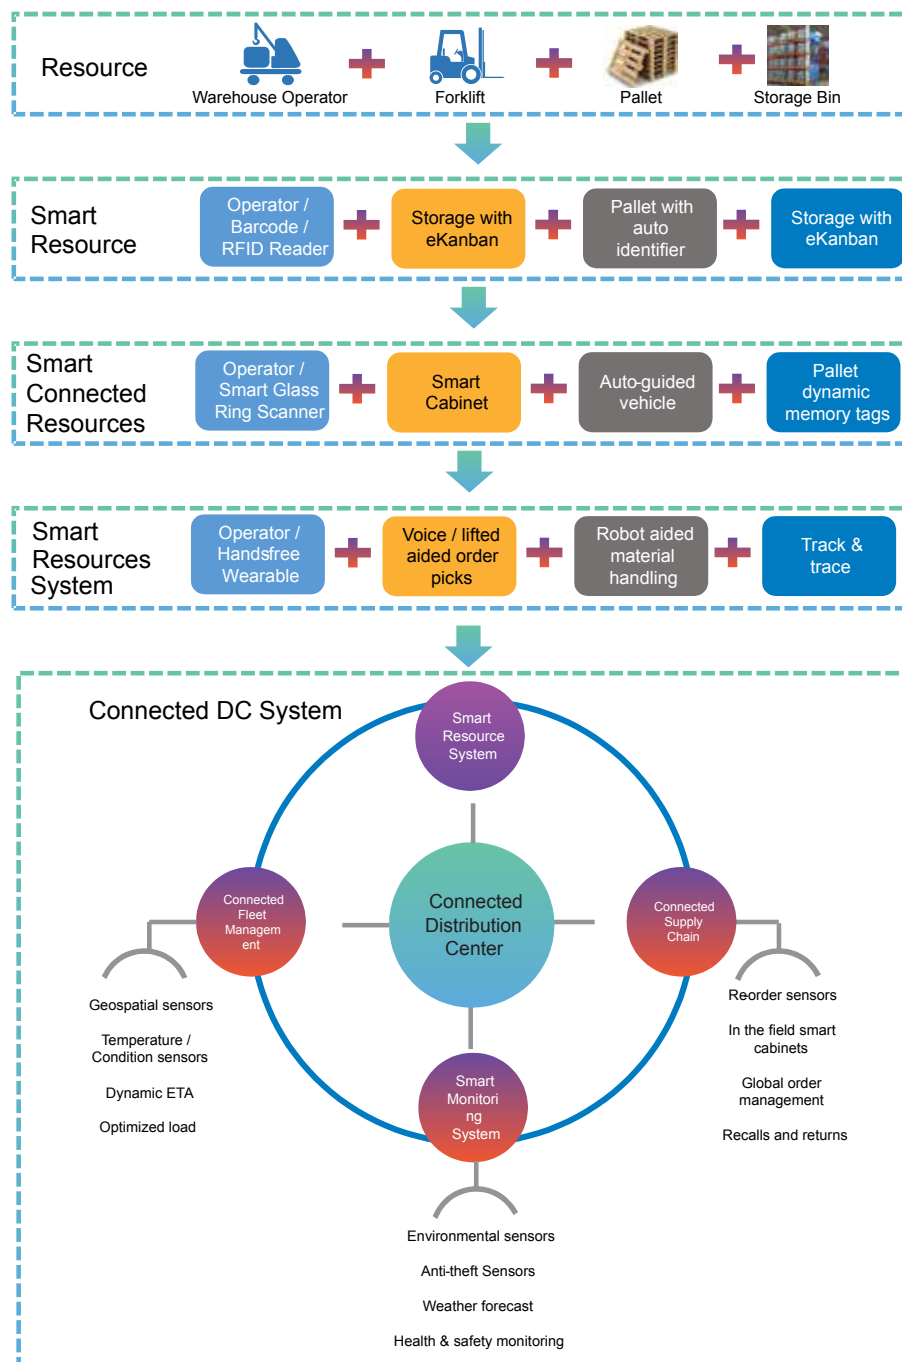 Resource
Warehouse Operator
Forklift
Pallet
Storage Bin
Smart
Resource
Operator /
Barcode /
RFID Reader
Storage with
eKanban
Pallet with
auto
identifier
Storage with
eKanban
Smart
Connected
Resources
Operator /
Smart Glass
Ring Scanner
Smart
Cabinet
Auto-guided
vehicle
Pallet
dynamic
memory tags
Smart
Resources
System
Operator /
Handsfree
Wearable
Voice / lifted
aided order
picks
Robot aided
material
handling
Track &
trace
Connected DC System
Smart
Resource
System
Connected
Fleet
Managem
ent
Connected
Distribution
Center
Connected
Supply
Chain
Smart
Monitori
ng
System
Geospatial sensors
Temperature /
Condition sensors
Dynamic ETA
Optimized load
Re-order sensors
In the field smart
cabinets
Global order
management
Recalls and returns
Environmental sensors
Anti-theft Sensors
Weather forecast
Health & safety monitoring